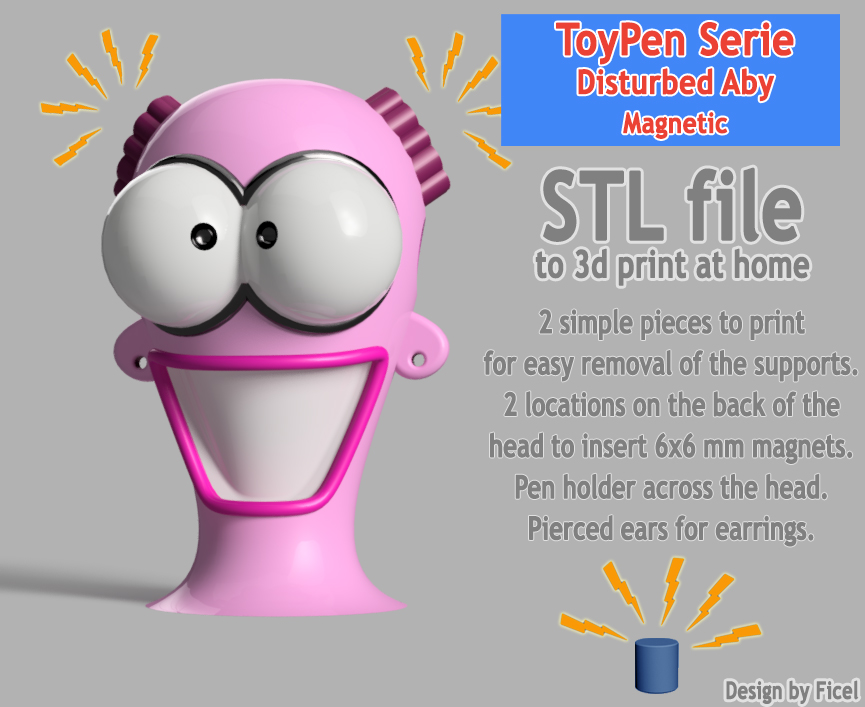 ToyPen Serie
Disturbed Aby
Magnetic
STL file
to 3d print at home
2 simple pieces to print
for easy removal of the supports.
2 locations on the back of the
head to insert 6x6 mm magnets.
Pen holder across the head.
Pierced ears for earrings.
Design by Ficel